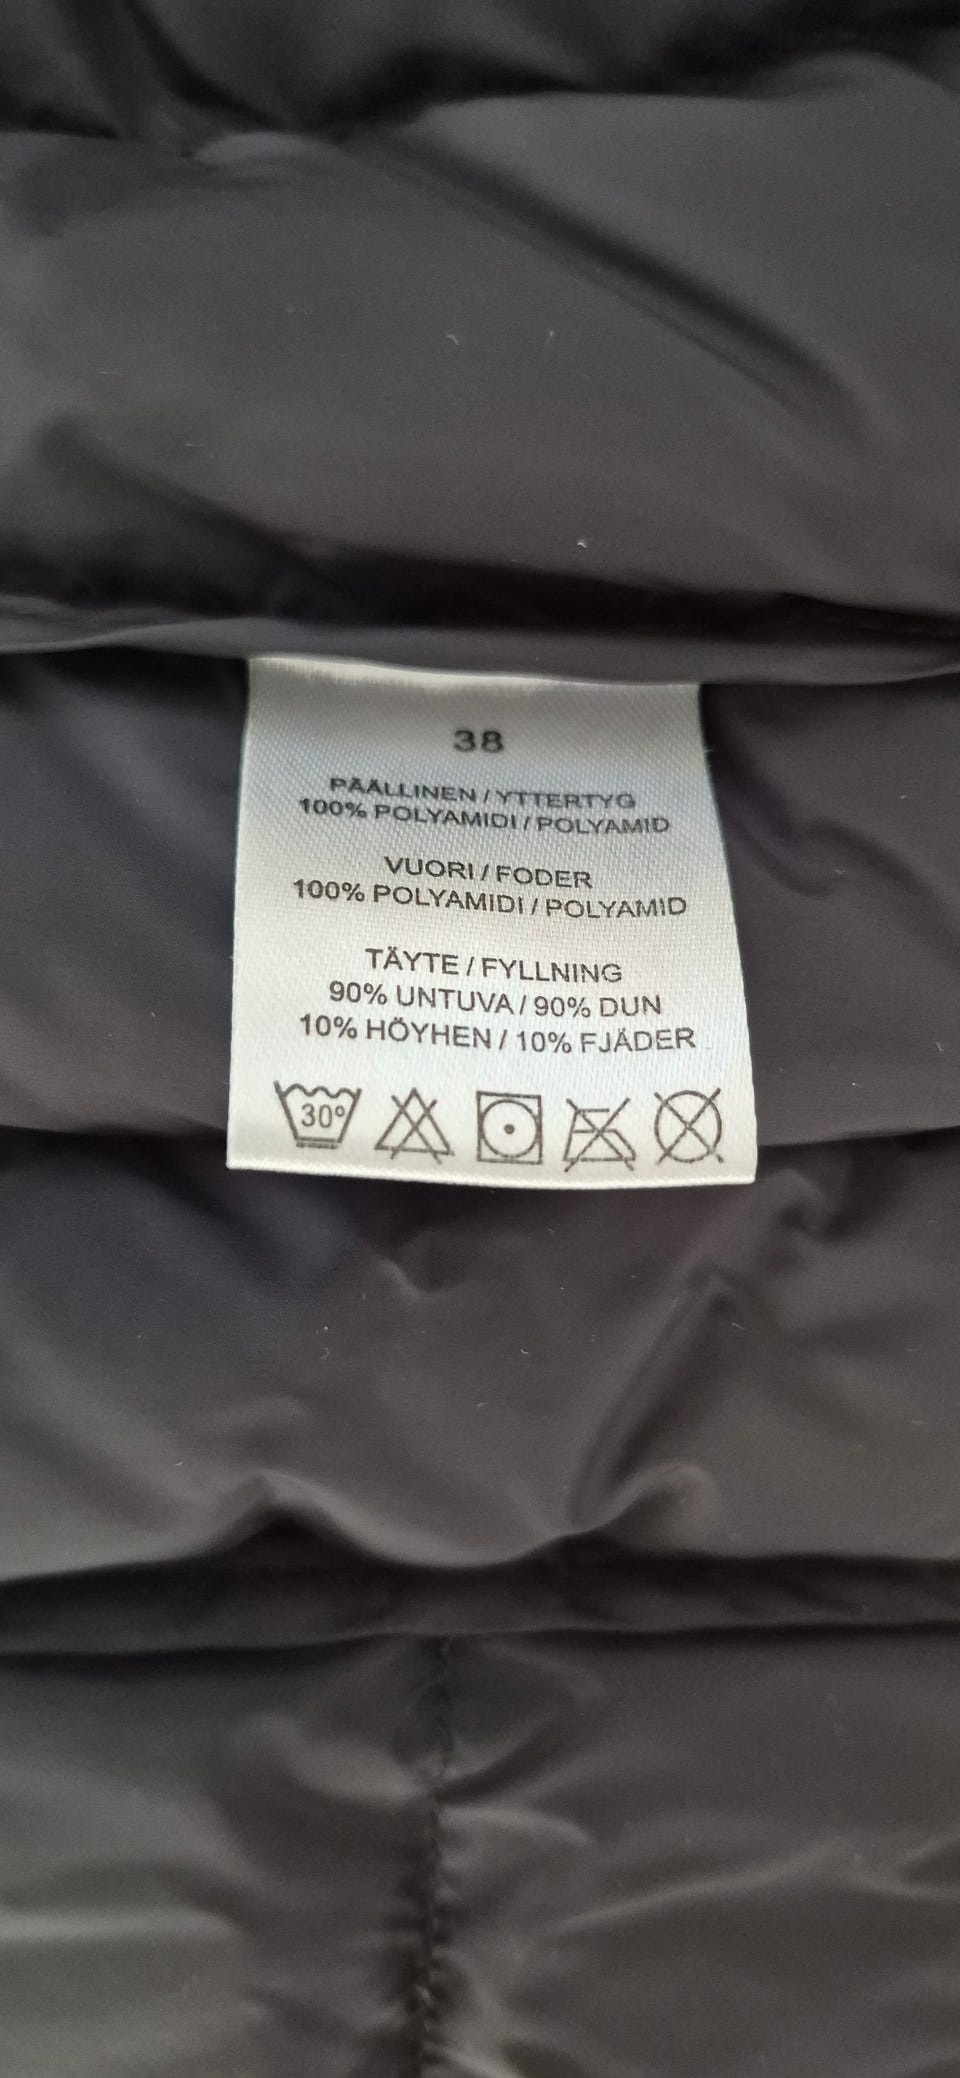 38
PÄÄLLINEN / YTTERTYG
100% POLYAMIDI / POLYAMID
VUORI / FODER
100% POLYAMIDI / POLYAMID
TÄYTE / FYLLNING
90% UNTUVA / 90% DUN
10% HÖYHEN / 10% FJÄDER
30°